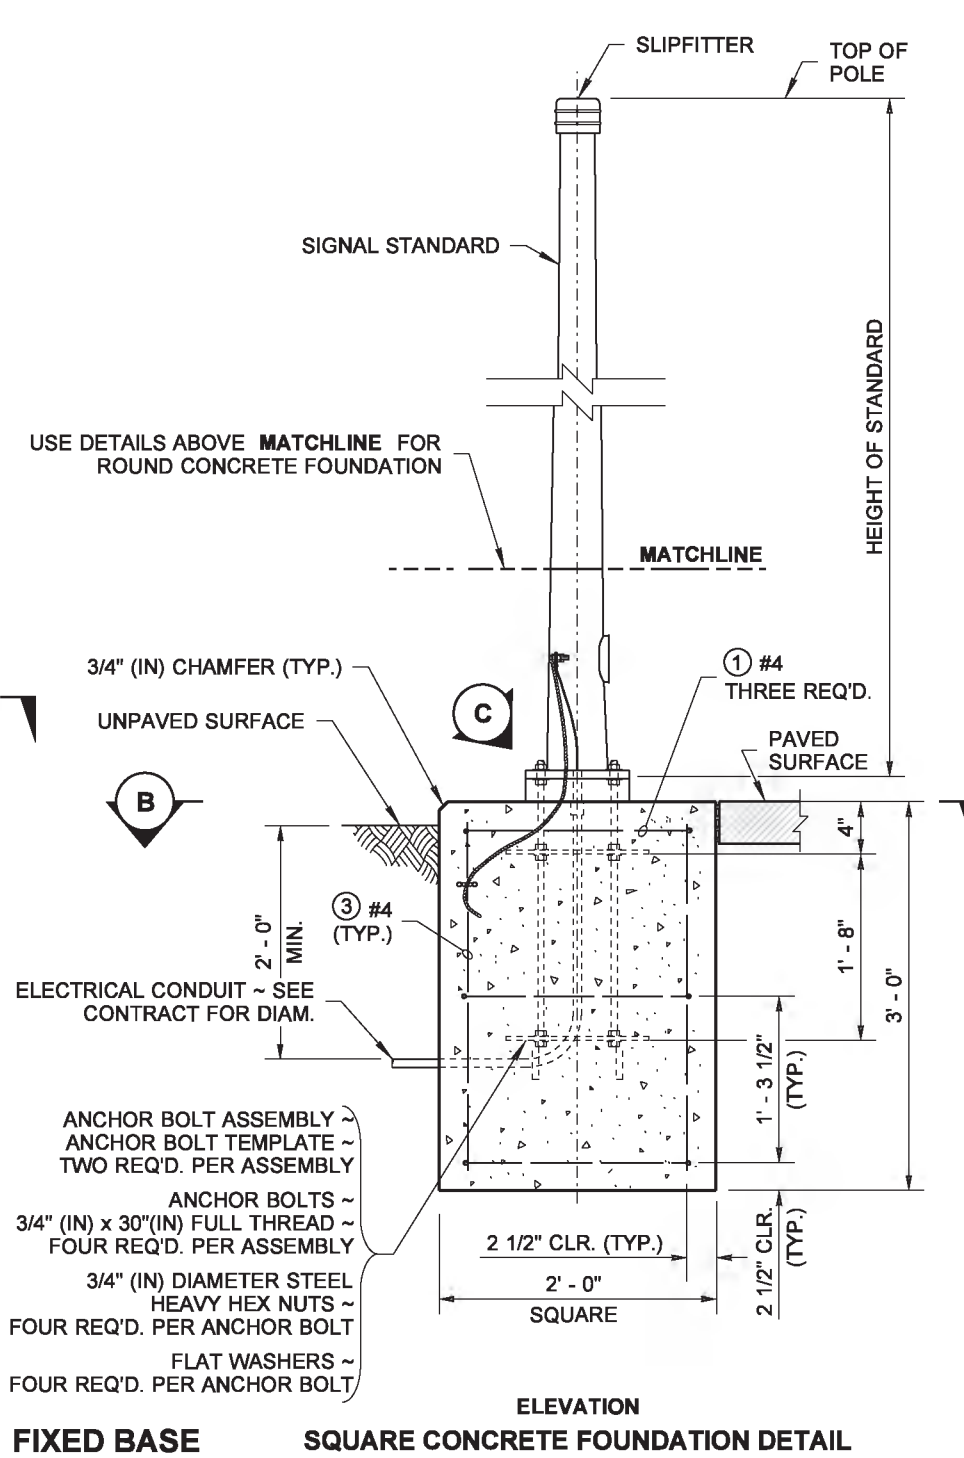 SLIPFITTER
TOP OF
POLE
SIGNAL STANDARD
HEIGHT OF STANDARD
USE DETAILS ABOVE MATCHLINE FOR
ROUND CONCRETE FOUNDATION
MATCHLINE
3/4" (IN) CHAMFER (TYP.)
1 #4
THREE REQ'D.
C
UNPAVED SURFACE
PAVED
SURFACE
B
4"
3 #4
(TYP.)
2' - 0"
MIN.
1' - 8"
3' - 0"
ELECTRICAL CONDUIT ~ SEE
CONTRACT FOR DIAM.
1' - 3 1/2"
(TYP.)
ANCHOR BOLT ASSEMBLY ~
ANCHOR BOLT TEMPLATE ~
TWO REQ'D. PER ASSEMBLY
ANCHOR BOLTS ~
3/4" (IN) x 30"(IN) FULL THREAD ~
FOUR REQ'D. PER ASSEMBLY
3/4" (IN) DIAMETER STEEL
HEAVY HEX NUTS ~
FOUR REQ'D. PER ANCHOR BOLT
FLAT WASHERS ~
FOUR REQ'D. PER ANCHOR BOLT
2 1/2" CLR. (TYP.)
2 1/2" CLR.
(TYP.)
2' - 0"
SQUARE
ELEVATION
FIXED BASE
SQUARE CONCRETE FOUNDATION DETAIL